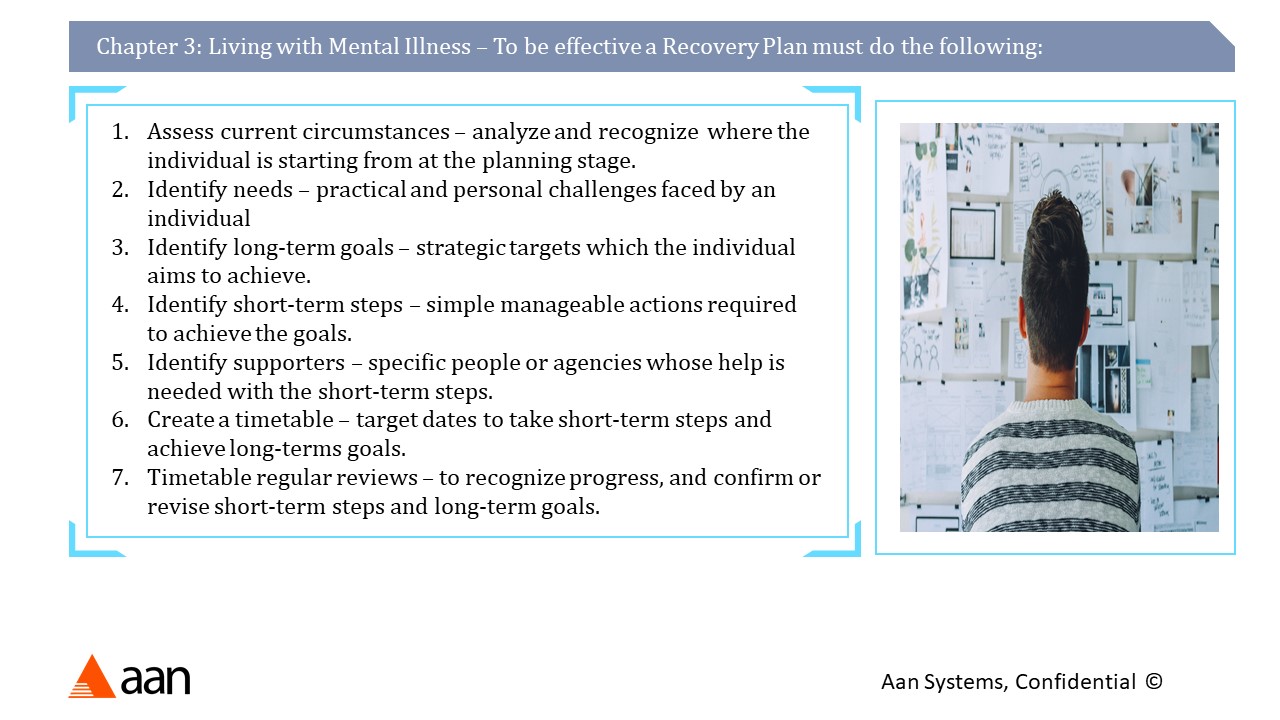 Chapter 3: Living with Mental Illness – To be effective a Recovery Plan must do the following:
1. Assess current circumstances – analyze and recognize where the
individual is starting from at the planning stage.
2. Identify needs – practical and personal challenges faced by an
individual
3. Identify long-term goals – strategic targets which the individual
aims to achieve.
4. Identify short-term steps – simple manageable actions required
to achieve the goals.
5. Identify supporters – specific people or agencies whose help is
needed with the short-term steps.
6. Create a timetable – target dates to take short-term steps and
achieve long-terms goals.
7. Timetable regular reviews – to recognize progress, and confirm or
revise short-term steps and long-term goals.
aan
Aan Systems, Confidential ©